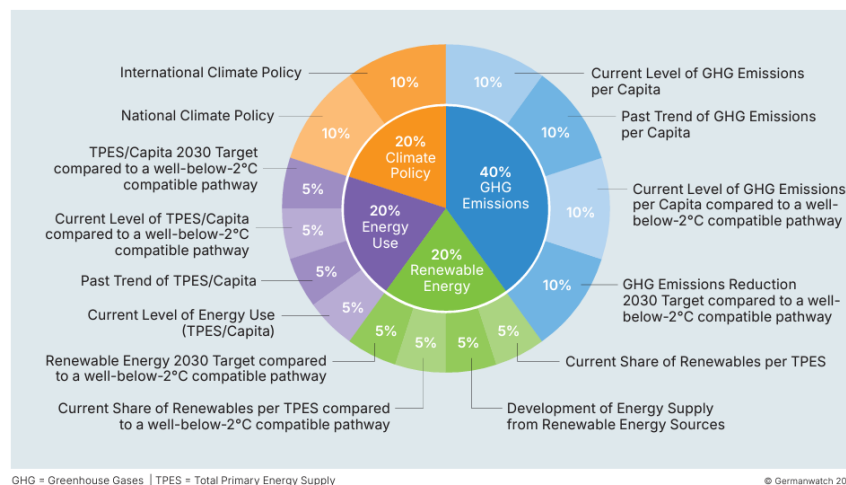 International Climate Policy
10%
10%
Current Level of GHG Emissions
per Capita
National Climate Policy
10%
10%
Past Trend of GHG Emissions
per Capita
20%
Climate
Policy
40%
GHG
Emissions
TPES/Capita 2030 Target
compared to a well-below-2°C
compatible pathway
5%
10%
Current Level of GHG Emissions
per Capita compared to a well-
below-2°C compatible pathway
Current Level of TPES/Capita
compared to a well-below-2°C
compatible pathway
5%
20%
Energy
Use
20%
Renewable
Energy
Past Trend of TPES/Capita
5%
10%
GHG Emissions Reduction
2030 Target compared to a well-
below-2°C compatible pathway
Current Level of Energy Use
(TPES/Capita)
5%
Renewable Energy 2030 Target compared
to a well-below-2°C compatible pathway
5%
5%
5%
5%
Current Share of Renewables per TPES
Current Share of Renewables per TPES compared
to a well-below-2°C compatible pathway
Development of Energy Supply
from Renewable Energy Sources
GHG = Greenhouse Gases | TPES = Total Primary Energy Supply
© Germanwatch 20